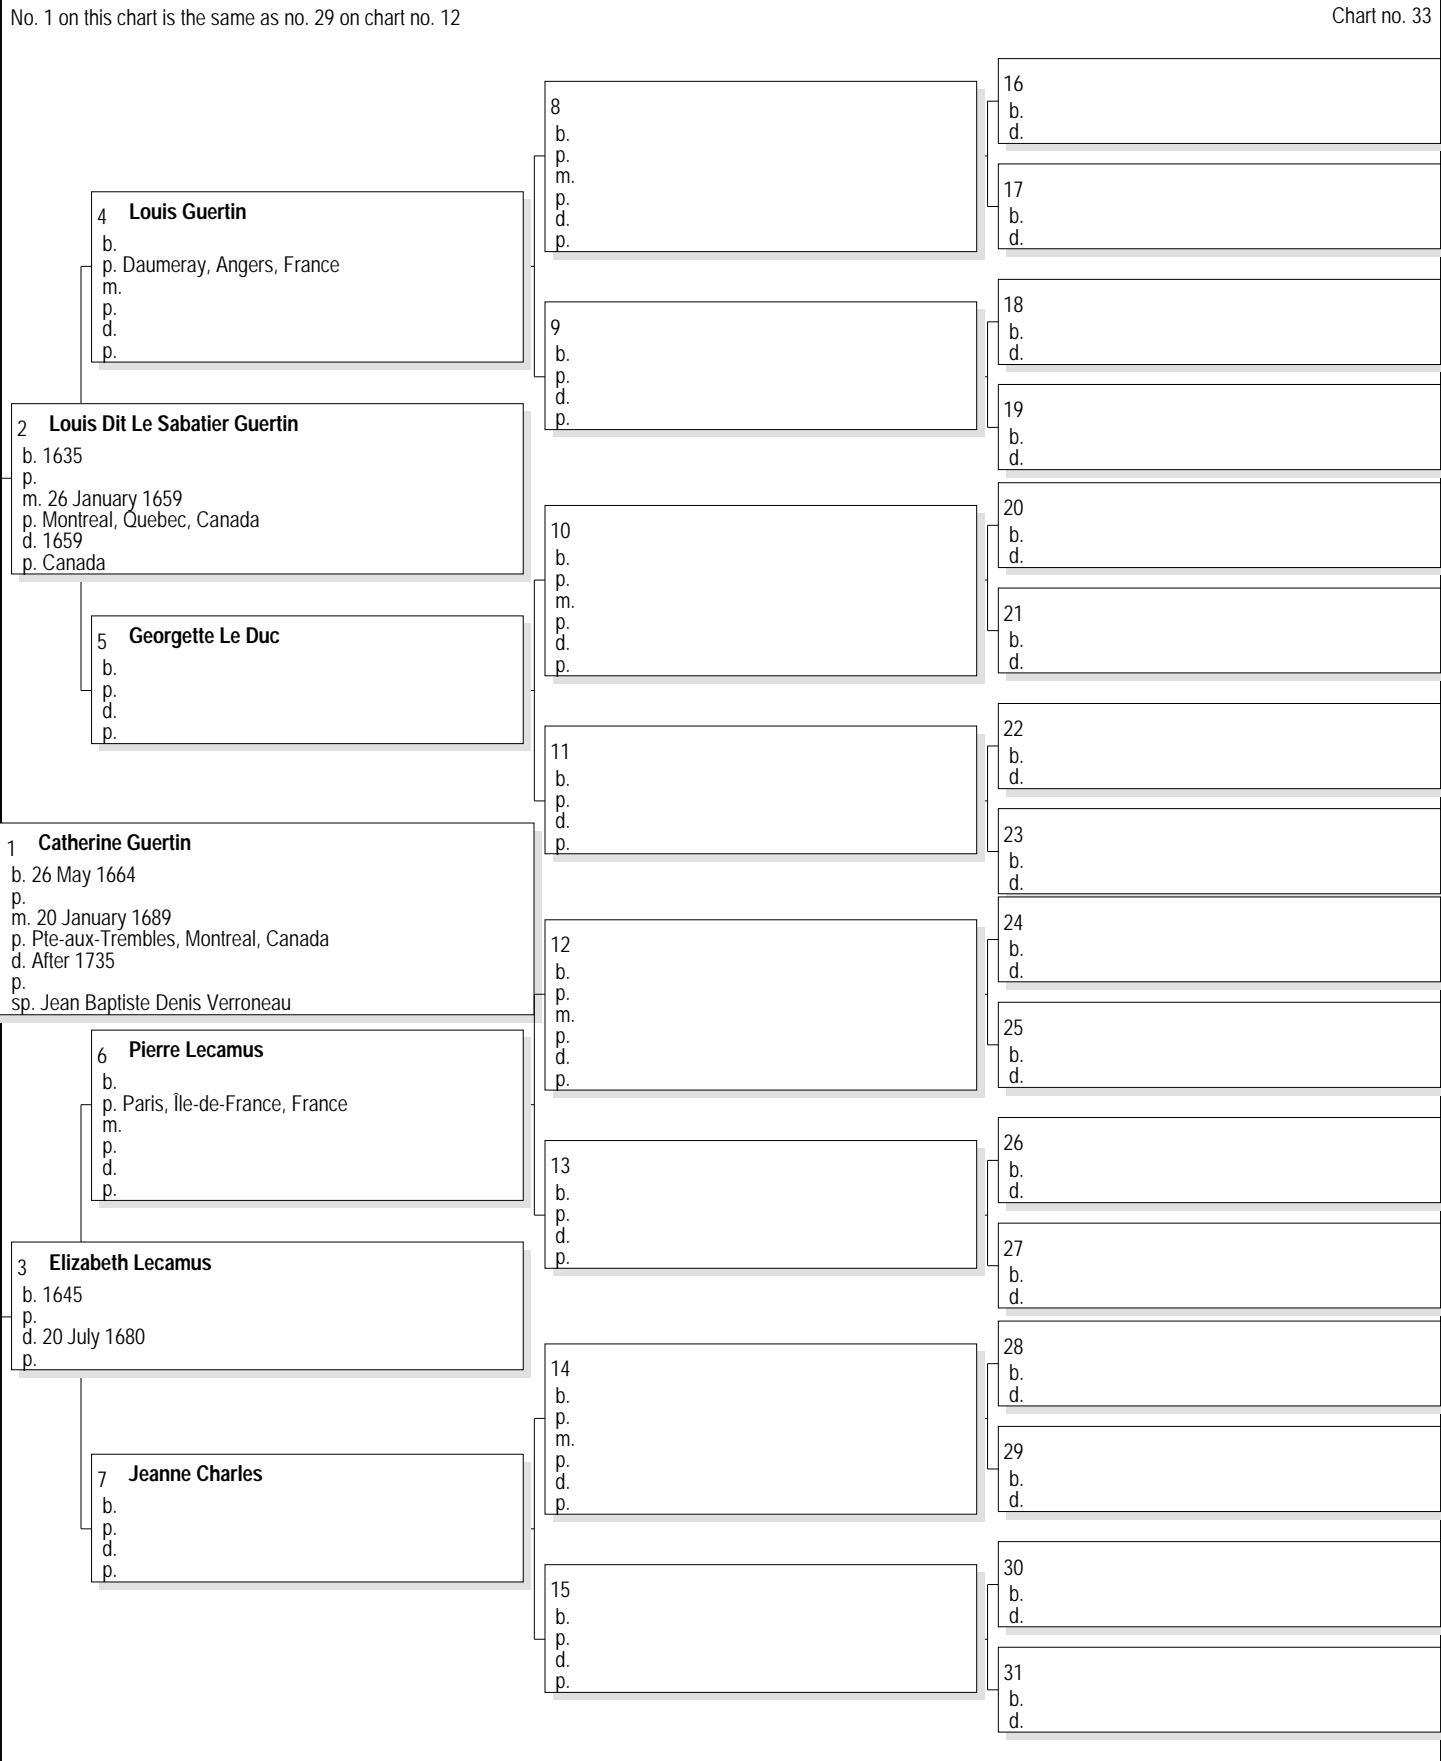 No. 1 on this chart is the same as no. 29 on chart no. 12
Chart no. 33
1 Catherine Guertin
b. 26 May 1664
p.
m. 20 January 1689
p. Pte-aux-Trembles, Montreal, Canada
d. After 1735
p.
sp. Jean Baptiste Denis Verroneau
2 Louis Dit Le Sabatier Guertin
b. 1635
p.
m. 26 January 1659
p. Montreal, Quebec, Canada
d. 1659
p. Canada
3 Elizabeth Lecamus
b. 1645
p.
d. 20 July 1680
p.
4 Louis Guertin
b.
p. Daumeray, Angers, France
m.
p.
d.
p.
5 Georgette Le Duc
b.
p.
d.
p.
6 Pierre Lecamus
b.
p. Paris, Île-de-France, France
m.
p.
d.
p.
7 Jeanne Charles
b.
p.
d.
p.
8
b.
p.
m.
p.
d.
p.
9
b.
p.
d.
p.
10
b.
p.
m.
p.
d.
p.
11
b.
p.
d.
p.
12
b.
p.
m.
p.
d.
p.
13
b.
p.
d.
p.
14
b.
p.
m.
p.
d.
p.
15
b.
p.
d.
p.
16
b.
d.
17
b.
d.
18
b.
d.
19
b.
d.
20
b.
d.
21
b.
d.
22
b.
d.
23
b.
d.
24
b.
d.
25
b.
d.
26
b.
d.
27
b.
d.
28
b.
d.
29
b.
d.
30
b.
d.
31
b.
d.